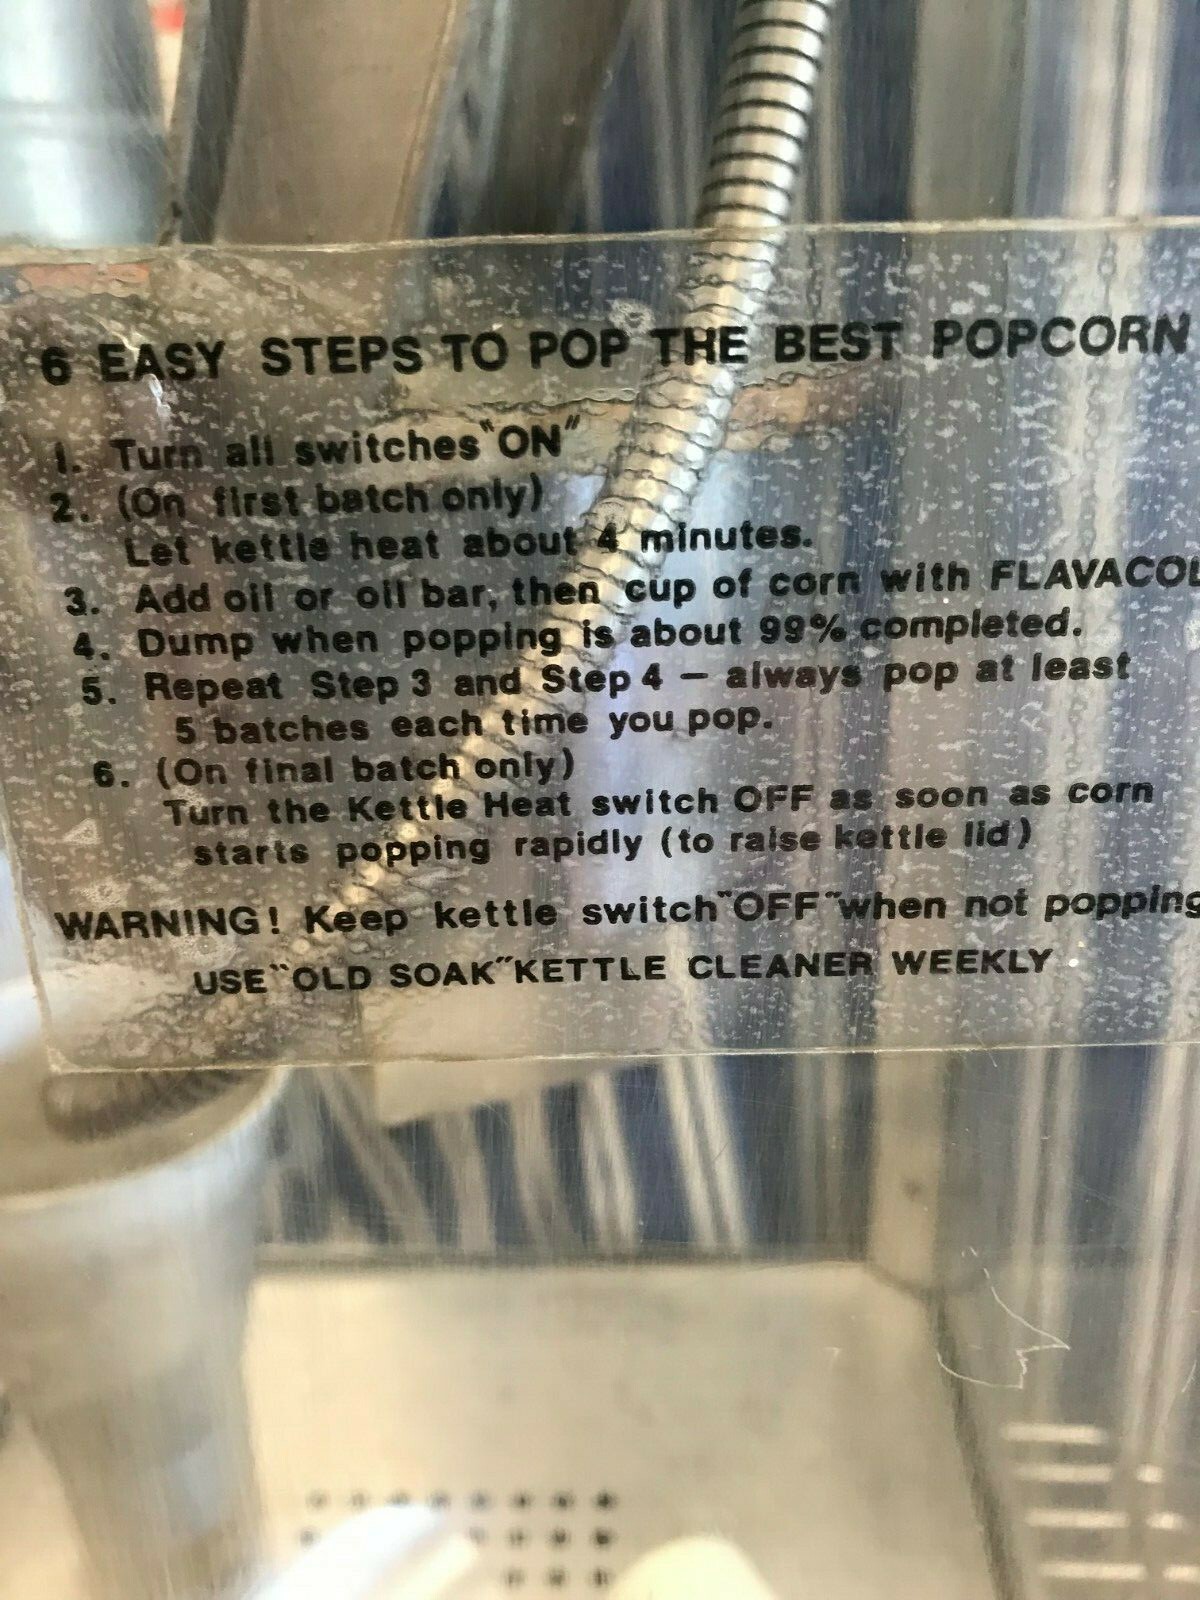 6 EASY STEPS TO POP THE BEST POPCORN
1. Turn all switches "ON"
2. (On first batch only)
Let kettle heat about 4 minutes.
3. Add oil or oil bar, then cup of corn with FLAVACOL
4. Dump when popping is about 99% completed.
5. Repeat Step 3 and Step 4 — always pop at least
5 batches each time you pop.
6. (On final batch only)
Turn the Kettle Heat switch OFF as soon as corn
starts popping rapidly (to raise kettle lid)
WARNING! Keep kettle switch "OFF" when not popping
USE "OLD SOAK" KETTLE CLEANER WEEKLY